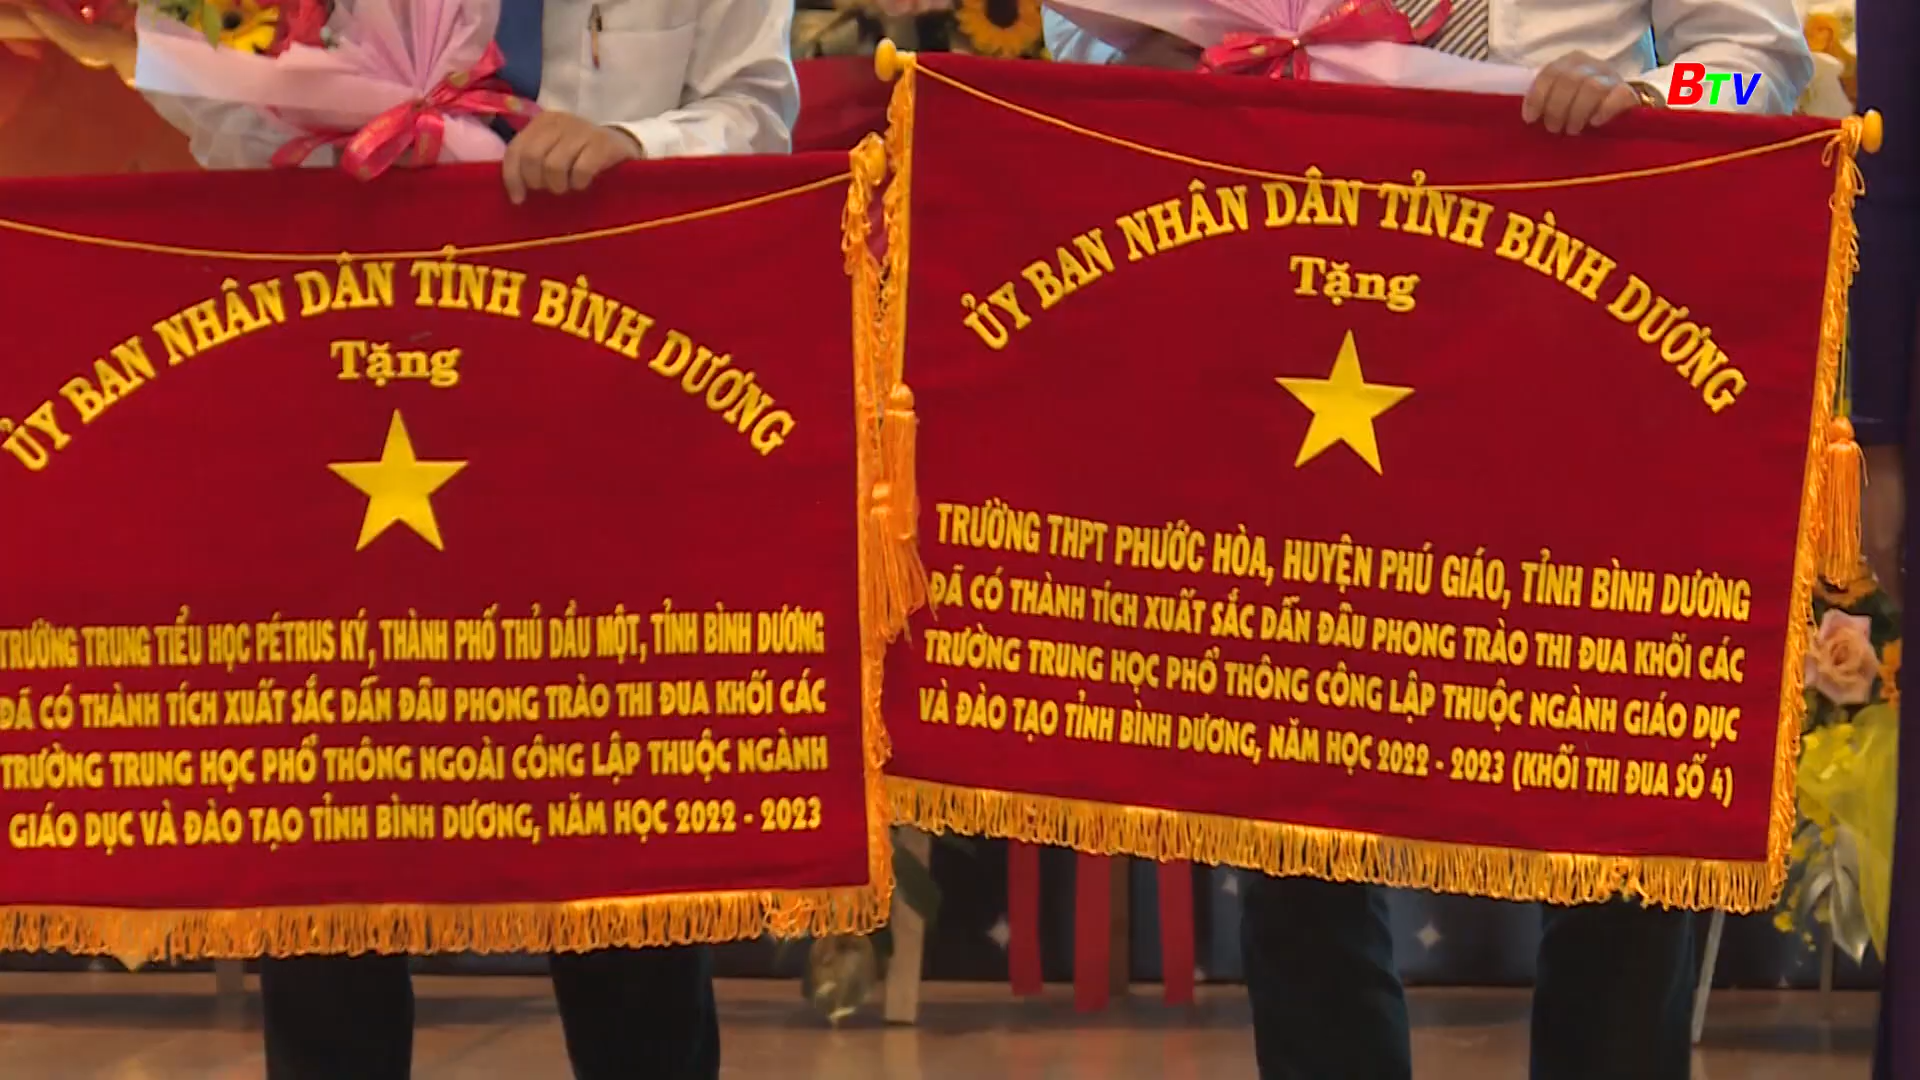 BTV
ỦY BAN NHÂN DÂN TỈNH BÌNH DƯƠNG
Tặng
TRƯỜNG TRUNG TIỂU HỌC PÉTRUS KÝ, THÀNH PHỐ THỦ DẦU MỘT, TỈNH BÌNH DƯƠNG
ĐÃ CÓ THÀNH TÍCH XUẤT SẮC DẪN ĐẦU PHONG TRÀO THI ĐUA KHỐI CÁC
TRƯỜNG TRUNG HỌC PHỔ THÔNG NGOÀI CÔNG LẬP THUỘC NGÀNH
GIÁO DỤC VÀ ĐÀO TẠO TỈNH BÌNH DƯƠNG, NĂM HỌC 2022 - 2023
ỦY BAN NHÂN DÂN TỈNH BÌNH DƯƠNG
Tặng
TRƯỜNG THPT PHƯỚC HÒA, HUYỆN PHÚ GIÁO, TỈNH BÌNH DƯƠNG
ĐÃ CÓ THÀNH TÍCH XUẤT SẮC DẪN ĐẦU PHONG TRÀO THI ĐUA KHỐI CÁC
TRƯỜNG TRUNG HỌC PHỔ THÔNG CÔNG LẬP THUỘC NGÀNH GIÁO DỤC
VÀ ĐÀO TẠO TỈNH BÌNH DƯƠNG, NĂM HỌC 2022 - 2023 (KHỐI THI ĐUA SỐ 4)